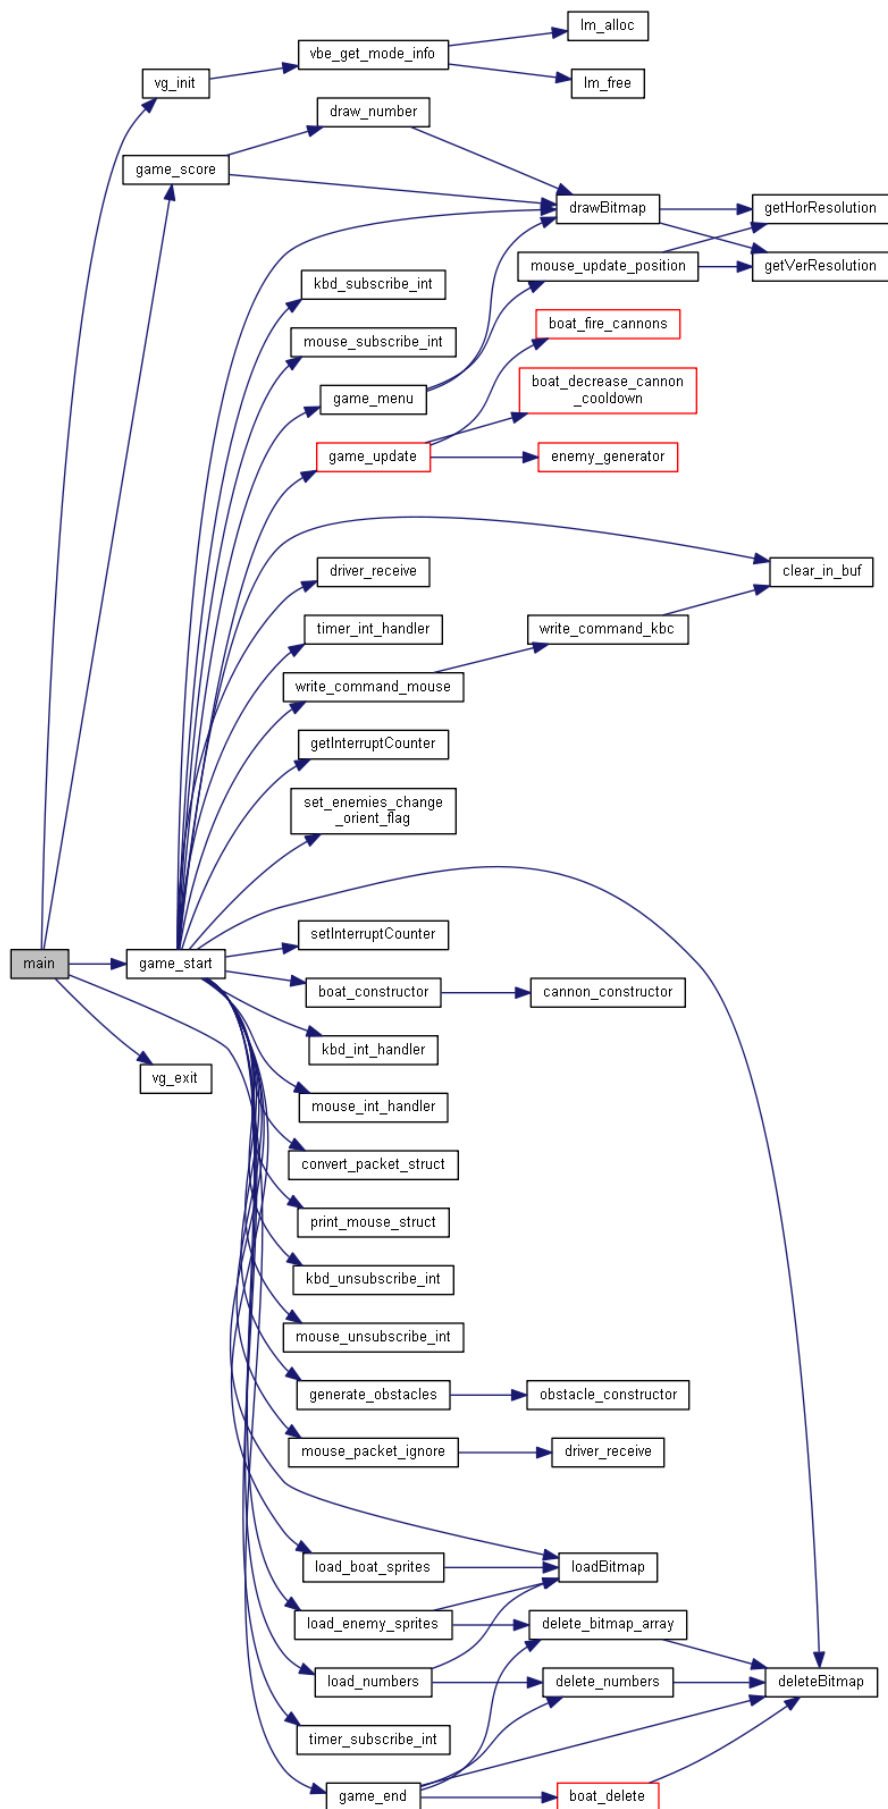 lm_alloc
vbe_get_mode_info
lm_free
vg_init
draw_number
game_score
drawBitmap
getHorResolution
mouse_update_position
getVerResolution
kbd_subscribe_int
boat_fire_cannons
mouse_subscribe_int
boat_decrease_cannon
_cooldown
game_menu
game_update
enemy_generator
driver_receive
clear_in_buf
timer_int_handler
write_command_kbc
write_command_mouse
getInterruptCounter
set_enemies_change
_orient_flag
setInterruptCounter
main
game_start
boat_constructor
cannon_constructor
kbd_int_handler
vg_exit
mouse_int_handler
convert_packet_struct
print_mouse_struct
kbd_unsubscribe_int
mouse_unsubscribe_int
generate_obstacles
obstacle_constructor
mouse_packet_ignore
driver_receive
load_boat_sprites
loadBitmap
load_enemy_sprites
delete_bitmap_array
load_numbers
delete_numbers
deleteBitmap
timer_subscribe_int
game_end
boat_delete